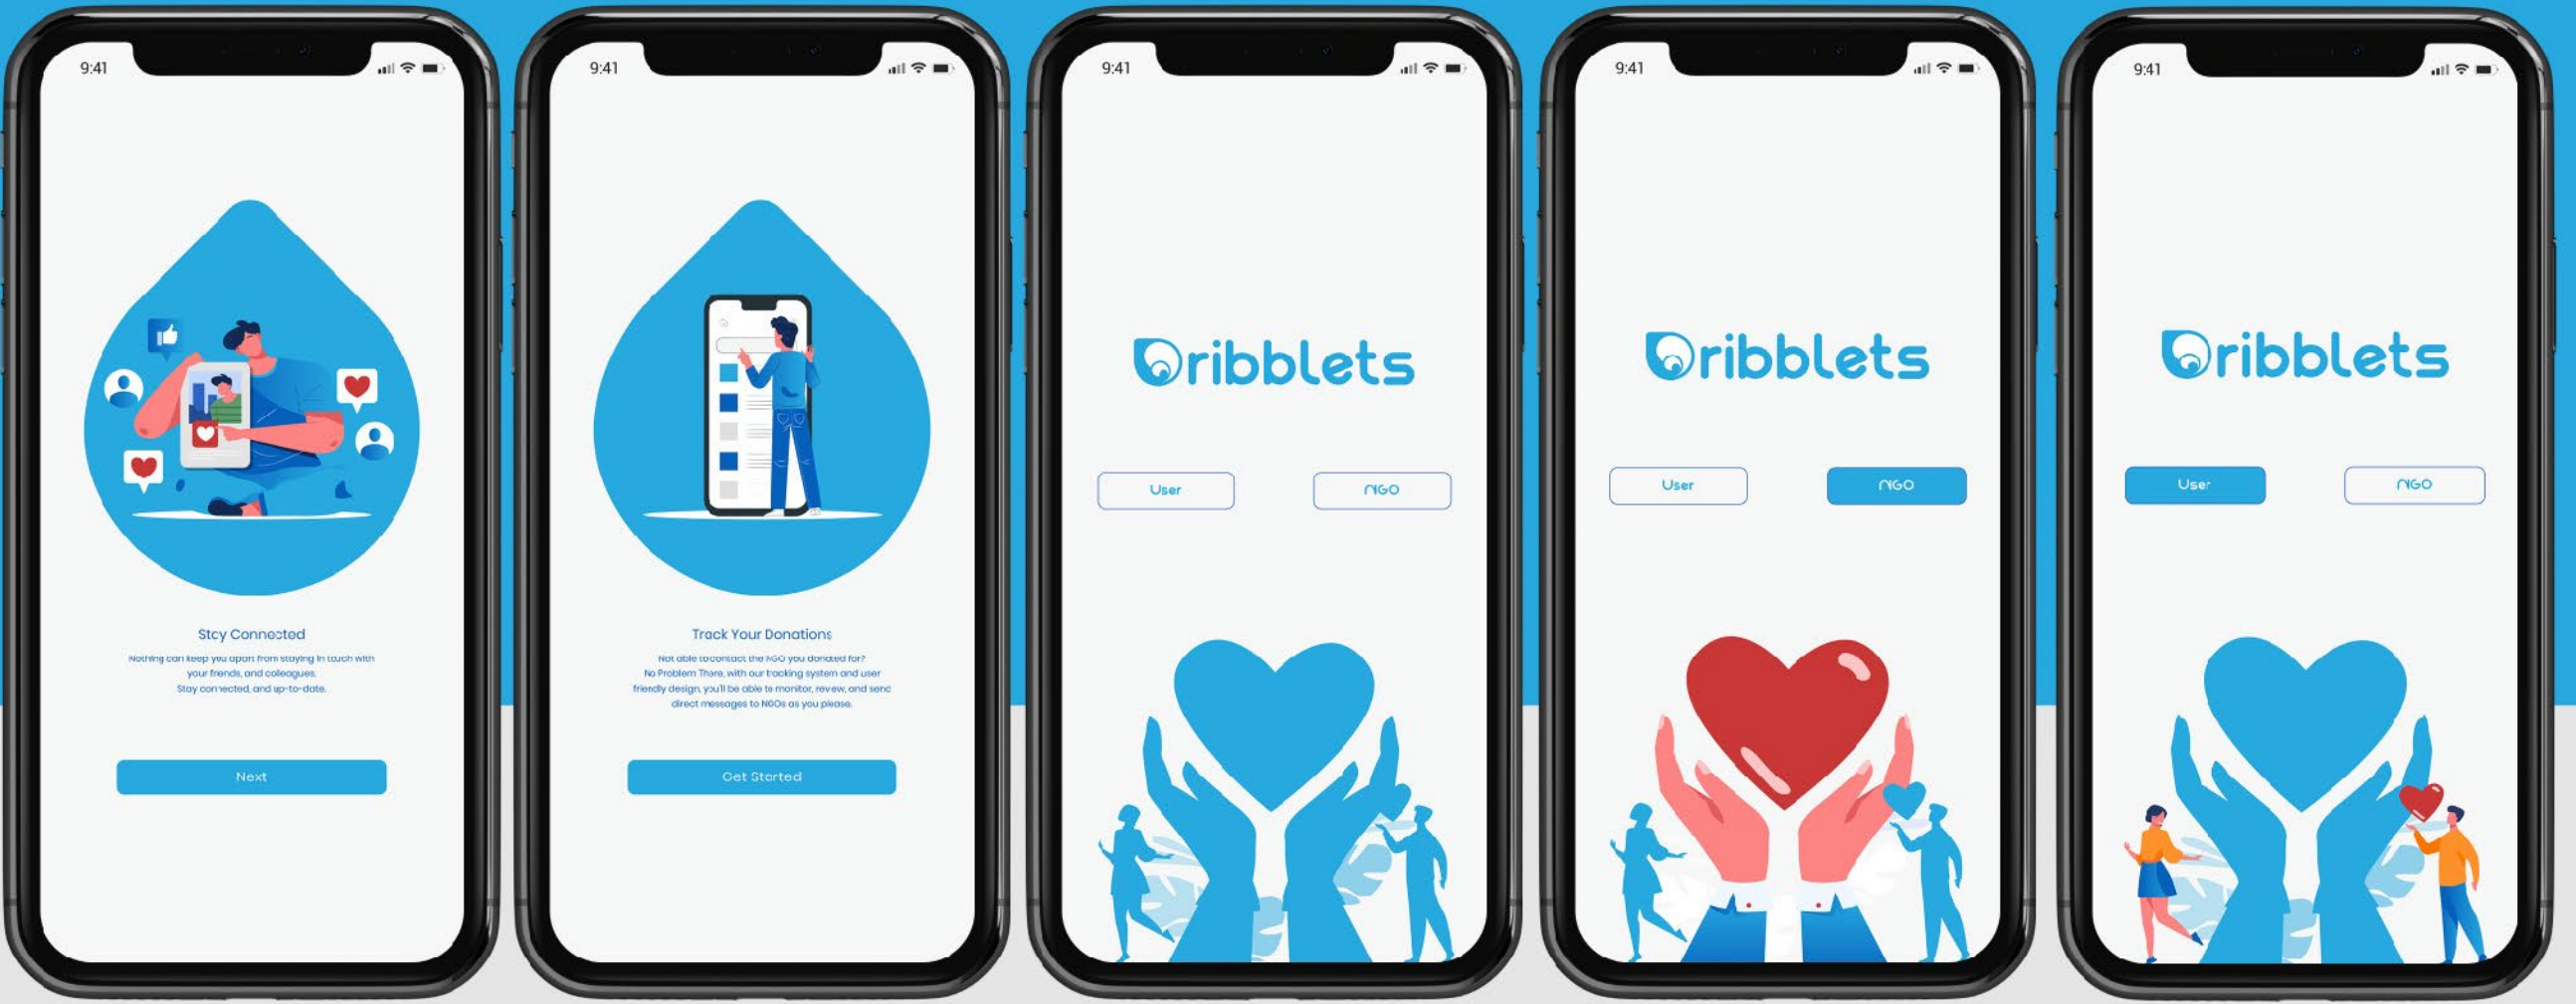 9:41
Stay Connected
Nothing can keep you apart from staying in touch with
your friends, and coleagues.
Stay connected, and up-to-date.
Next
9:41
Track Your Donations
Not able to contact the NGO you donated for?
No Problem There, with our tracking system and user
friendly design, you'll be able to monitor, review, and send
direct messages to NGOs as you please.
Get Started
9:41
Dribblets
User
NGO
9:41
Dribblets
User
NGO
9:41
Dribblets
User
NGO